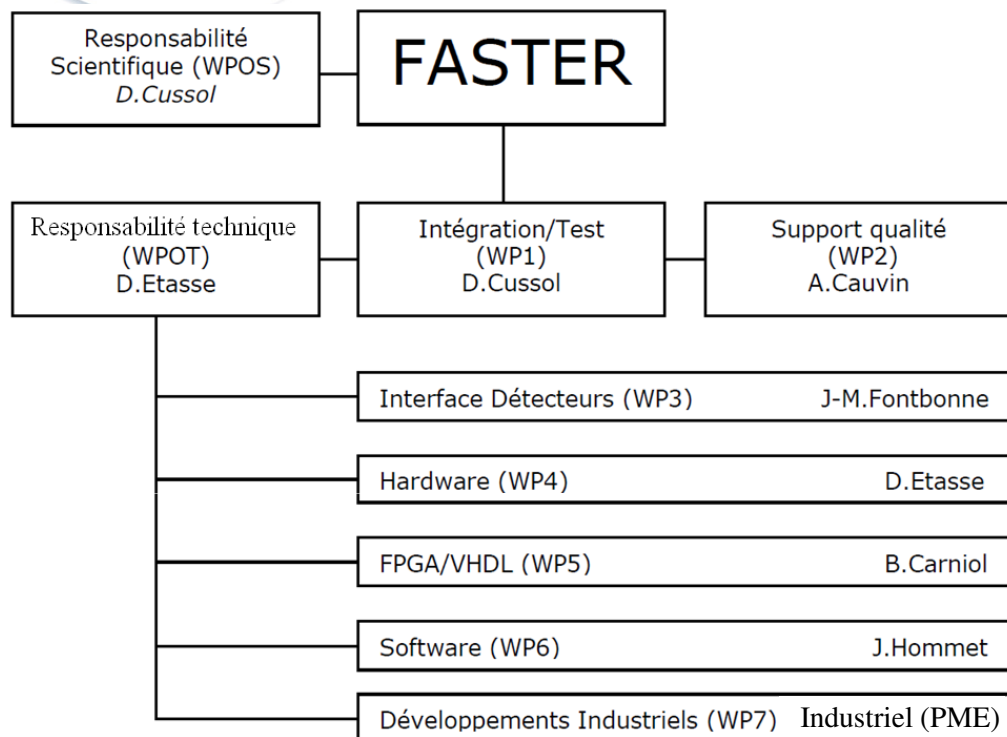 Responsabilité
Scientifique (WPOS)
D.Cussol
FASTER
Responsabilité technique
(WPOT)
D.Etasse
Intégration/Test
(WP1)
D.Cussol
Support qualité
(WP2)
A.Cauvin
Interface Détecteurs (WP3) J-M.Fontbonne
Hardware (WP4) D.Etasse
FPGA/VHDL (WP5) B.Carniol
Software (WP6) J.Hommet
Développements Industriels (WP7) Industriel (PME)